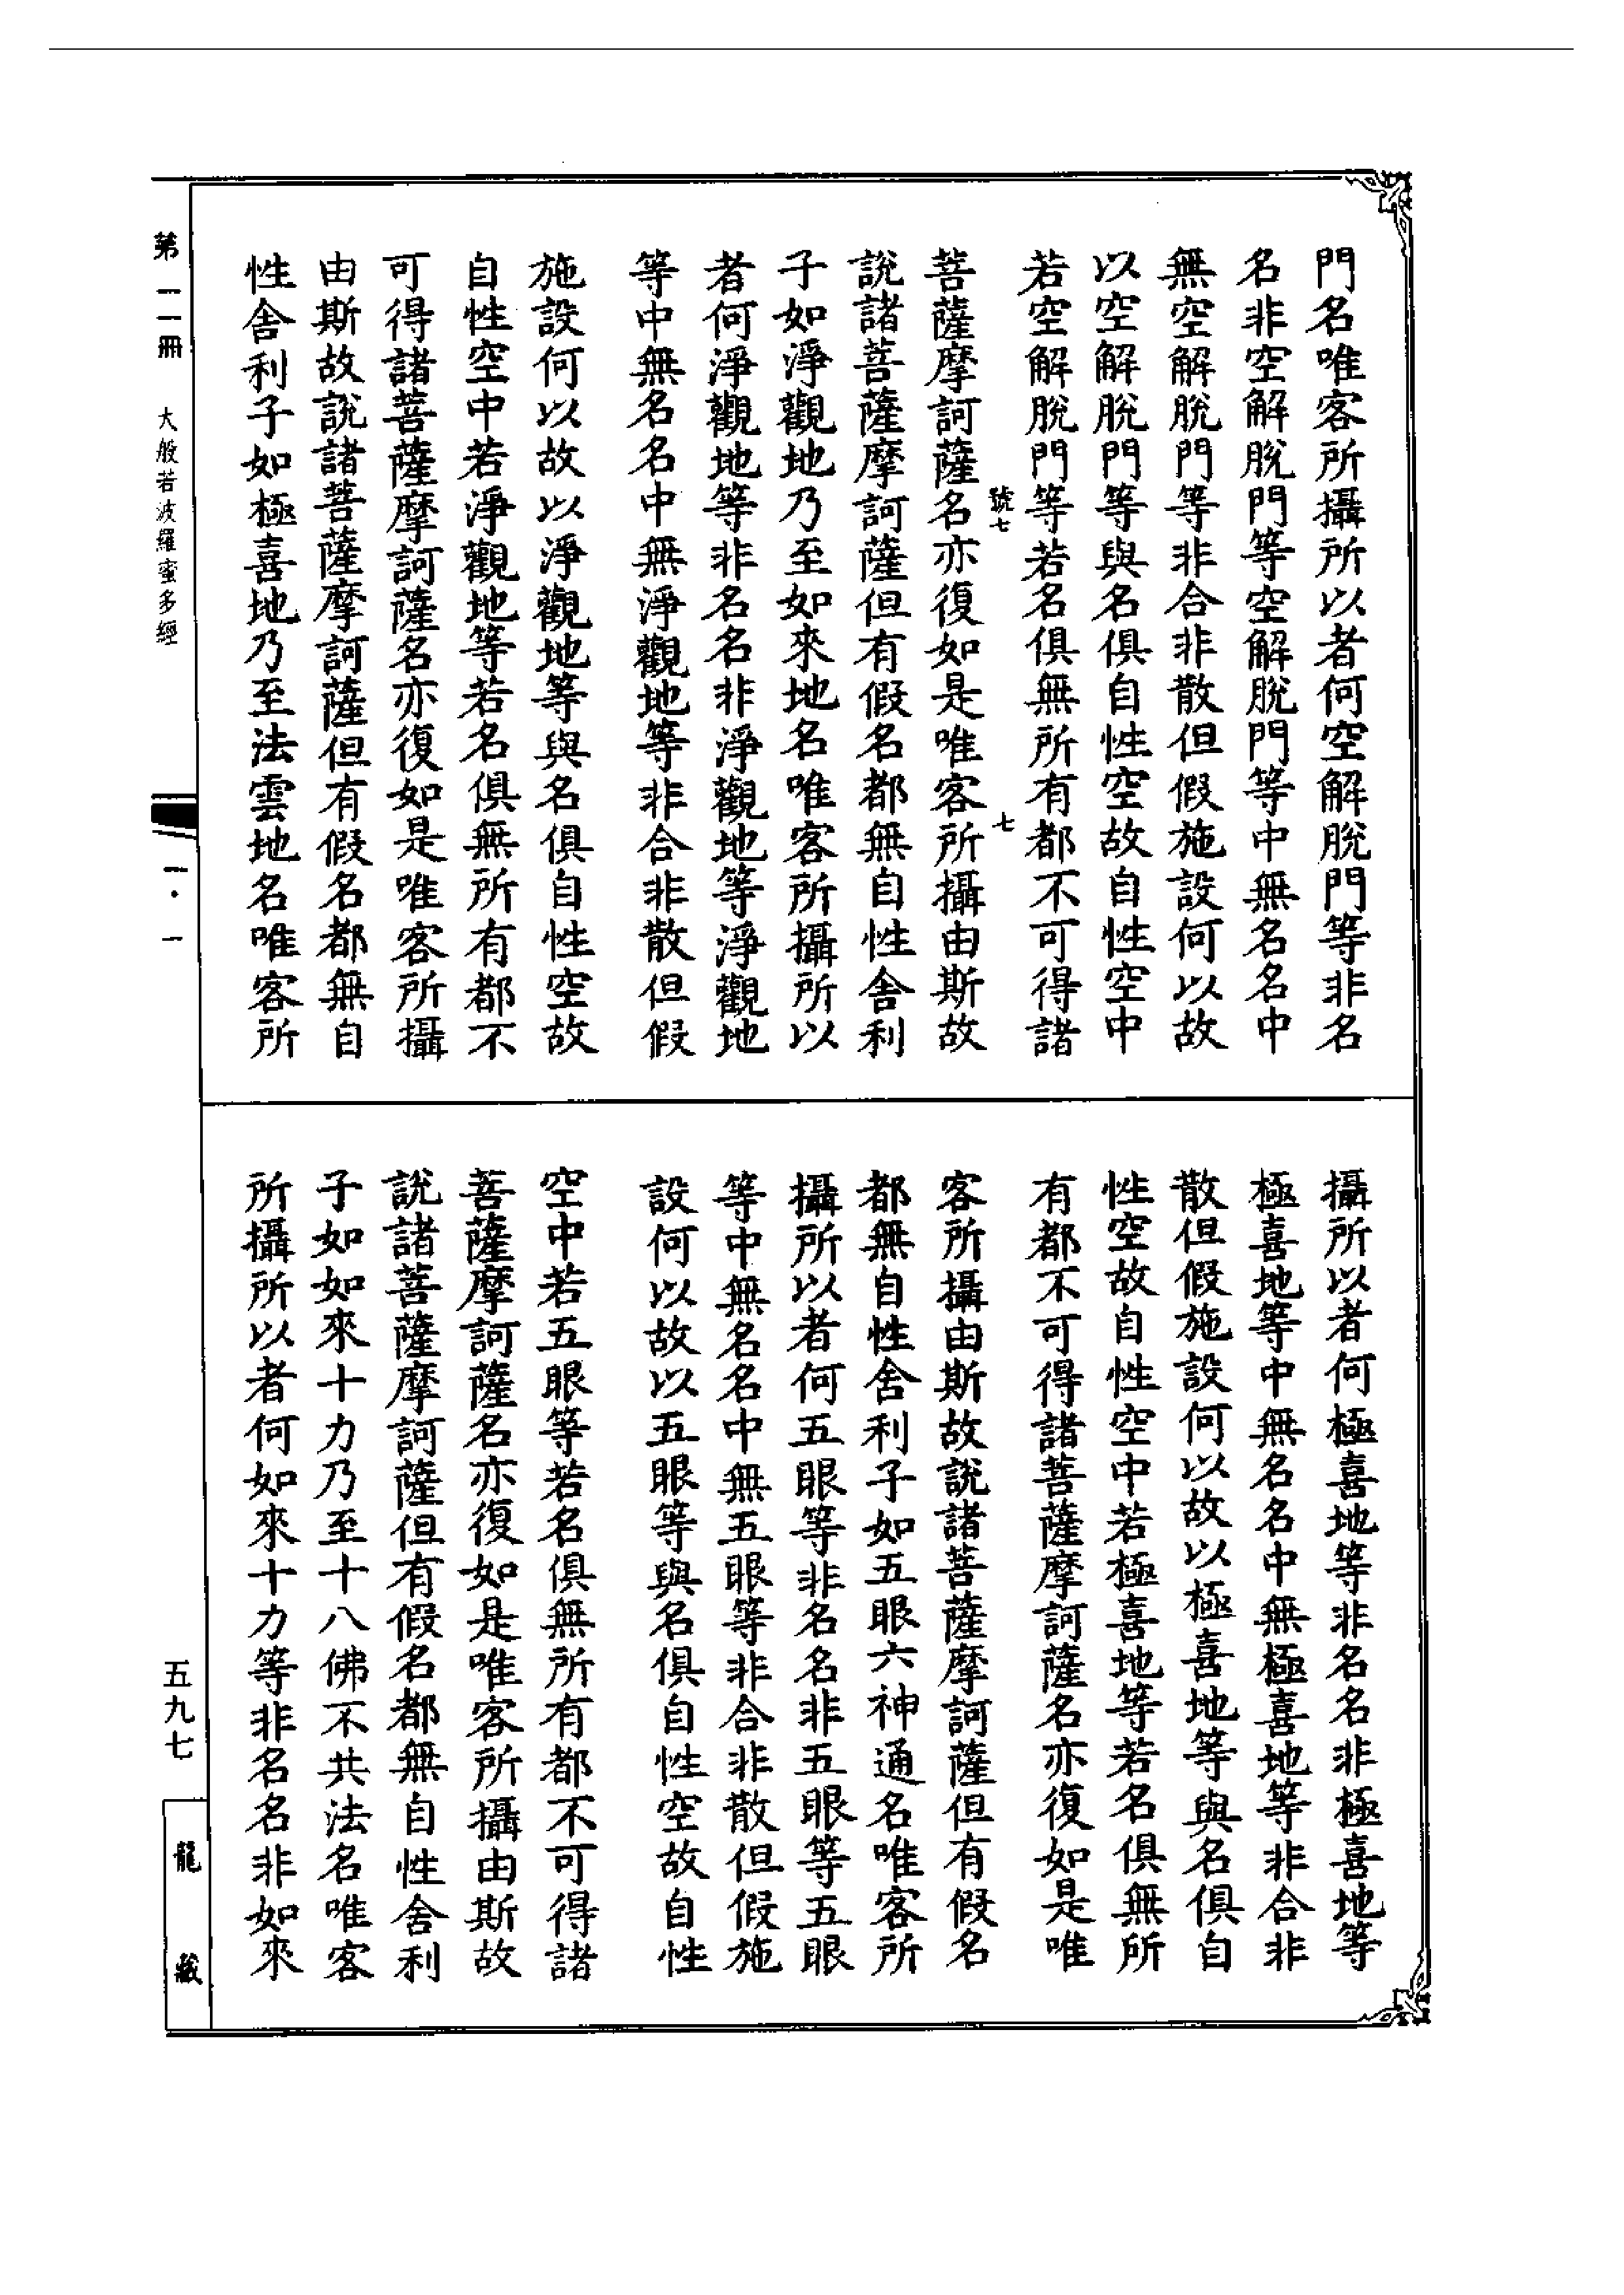 門名唯客所攝所以者何空解脫門等非名
名非空解脫門等空解脫門等中無名名中
無空解脫門等非合非散但假施設何以故
以空解脫門等與名俱自性空故自性空中
若空解脫門等若名俱無所有都不可得諸
號七 七
菩薩摩訶薩名亦復如是唯客所攝由斯故
說諸菩薩摩訶薩但有假名都無自性舍利
子如淨觀地乃至如來地名唯客所攝所以
者何淨觀地等非名名非淨觀地等淨觀地
等中無名名中無淨觀地等非合非散但假
施設何以故以淨觀地等與名俱自性空故
自性空中若淨觀地等若名俱無所有都不
可得諸菩薩摩訶薩名亦復如是唯客所攝
由斯故說諸菩薩摩訶薩但有假名都無自
性舍利子如極喜地乃至法雲地名唯客所
攝所以者何極喜地等非名名非極喜地等
極喜地等中無名名中無極喜地等非合非
散但假施設何以故以極喜地等與名俱自
性空故自性空中若極喜地等若名俱無所
有都不可得諸菩薩摩訶薩名亦復如是唯
客所攝由斯故說諸菩薩摩訶薩但有假名
都無自性舍利子如五眼六神通名唯客所
攝所以者何五眼等非名名非五眼等五眼
等中無名名中無五眼等非合非散但假施
設何以故以五眼等與名俱自性空故自性
空中若五眼等若名俱無所有都不可得諸
菩薩摩訶薩名亦復如是唯客所攝由斯故
說諸菩薩摩訶薩但有假名都無自性舍利
子如如來十力乃至十八佛不共法名唯客
所攝所以者何如來十力等非名名非如來
第一一冊 大般若波羅蜜多經 一·一 五九七
龍藏